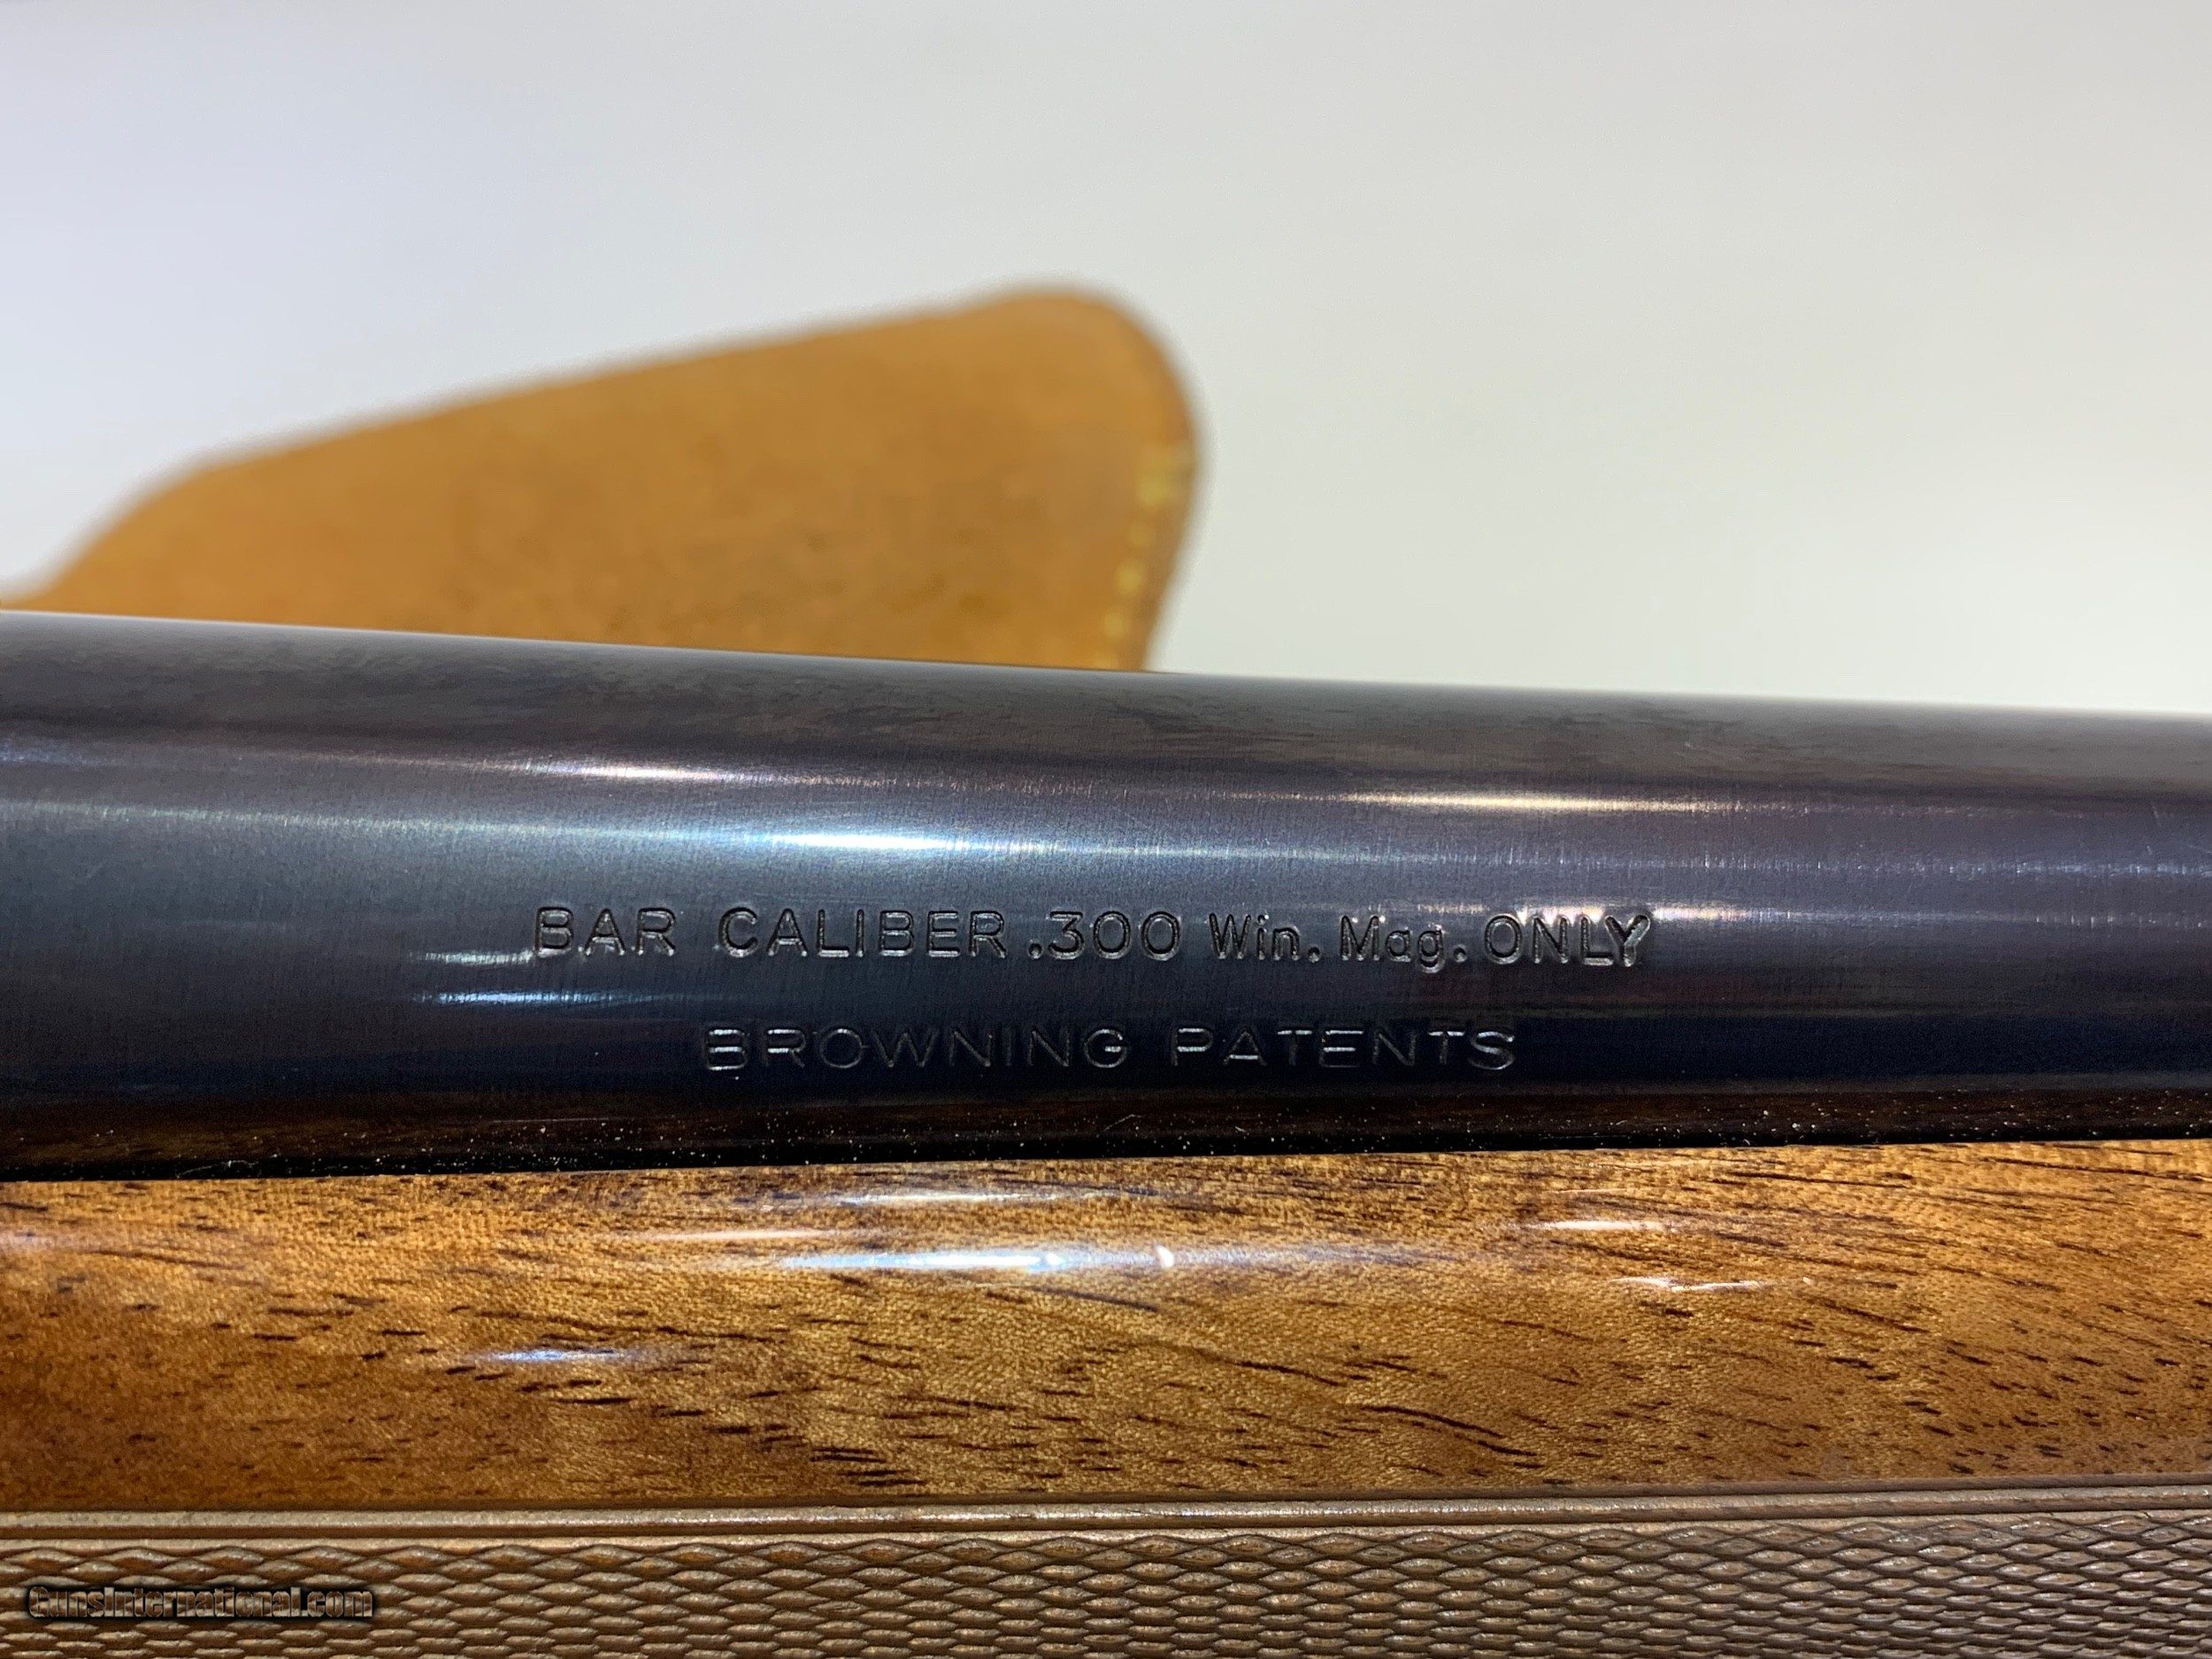 BAR CALIBER .300 Win. Mag. ONLY
BROWNING PATENTS
GunsInternational.com